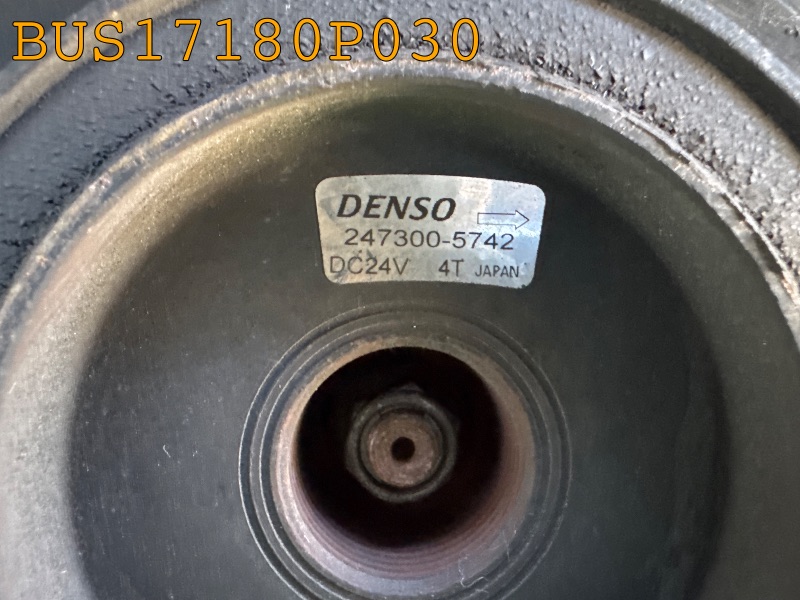 BUS17180P030
DENSO
247300-5742
DC24V 4T JAPAN